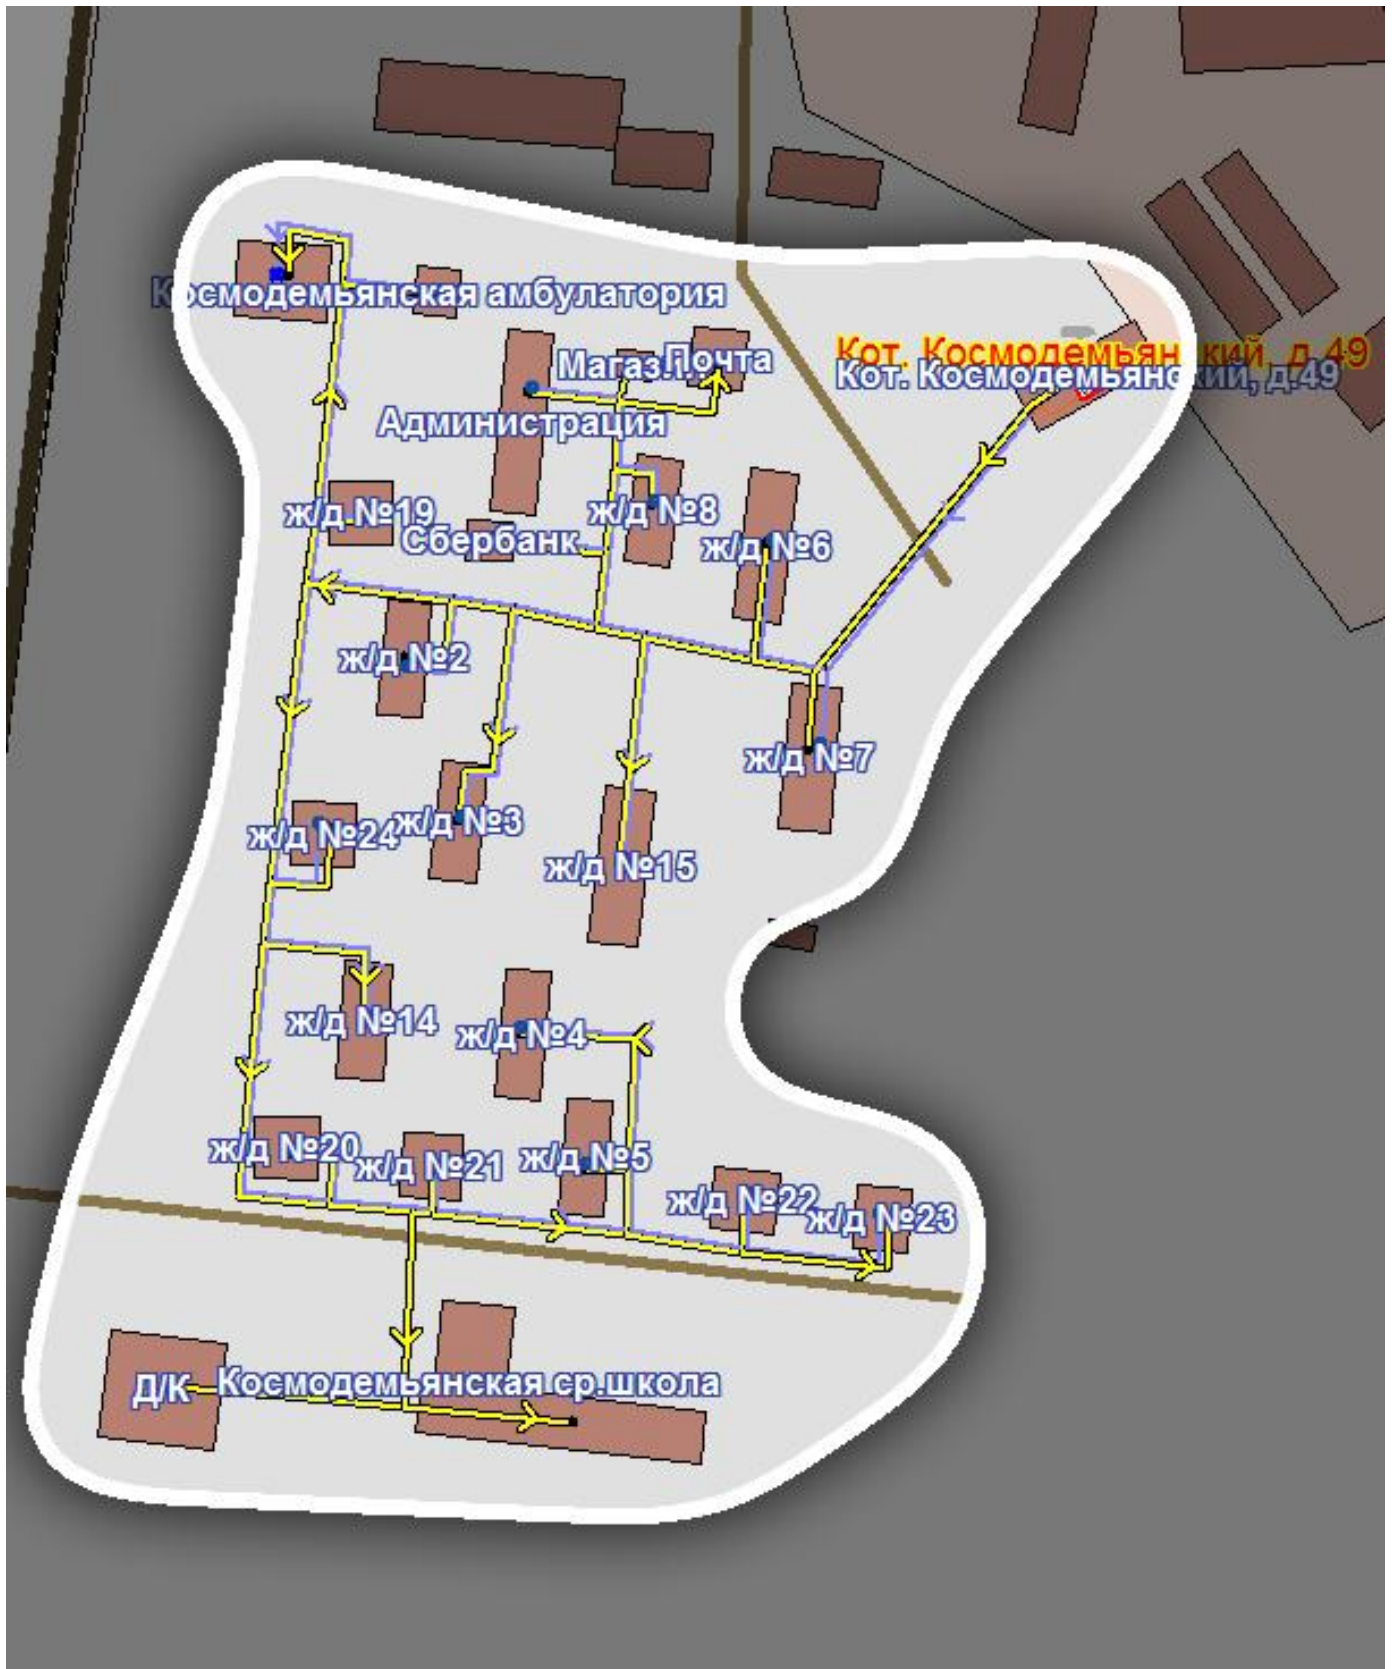 Космодемьянская амбулатория
Магаз
Почта
Кот. Космодемьянский, д.49
Кот. Космодемьянский, д.49
Администрация
ж/д №19
ж/д №8
Сбербанк
ж/д №6
ж/д №2
ж/д №7
ж/д №24
ж/д №3
ж/д №15
ж/д №14
ж/д №4
ж/д №20
ж/д №21
ж/д №5
ж/д №22
ж/д №23
Д/К
Космодемьянская ср.школа